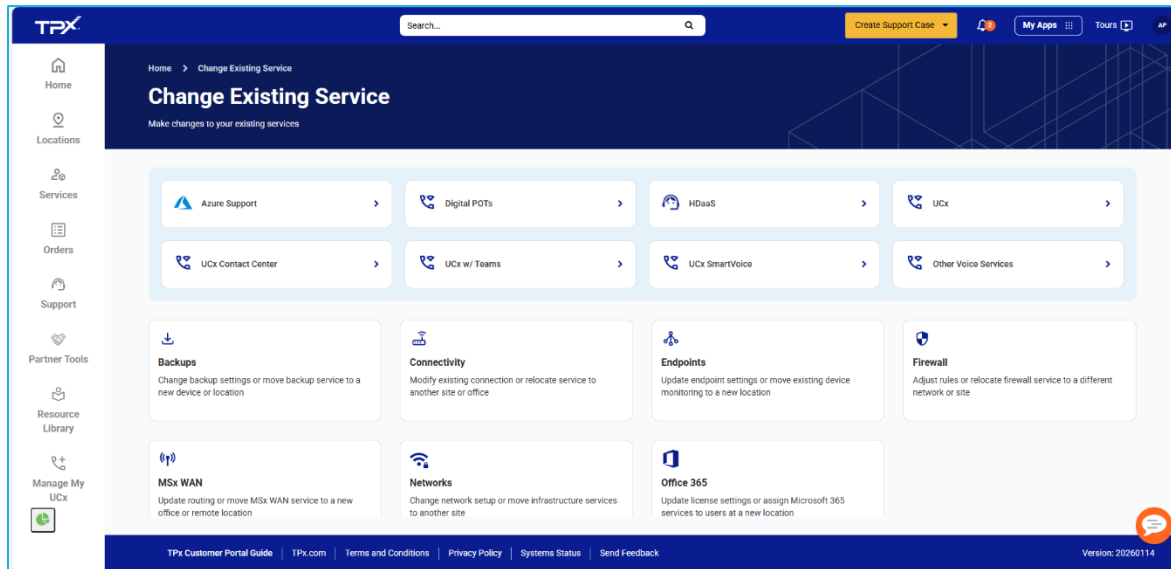 TPX
Search...
Create Support Case
2
My Apps
Tours
AP
Home
Locations
Services
Orders
Support
Partner Tools
Resource
Library
Manage My
UCx
Home > Change Existing Service
Change Existing Service
Make changes to your existing services
Azure Support
Digital POTs
HDaaS
UCx
UCx Contact Center
UCx w/ Teams
UCx SmartVoice
Other Voice Services
Backups
Change backup settings or move backup service to a
new device or location
Connectivity
Modify existing connection or relocate service to
another site or office
Endpoints
Update endpoint settings or move existing device
monitoring to a new location
Firewall
Adjust rules or relocate firewall service to a different
network or site
MSx WAN
Update routing or move MSx WAN service to a new
office or remote location
Networks
Change network setup or move infrastructure services
to another site
Office 365
Update license settings or assign Microsoft 365
services to users at a new location
TPx Customer Portal Guide | TPx.com | Terms and Conditions | Privacy Policy | Systems Status | Send Feedback
Version: 20260114